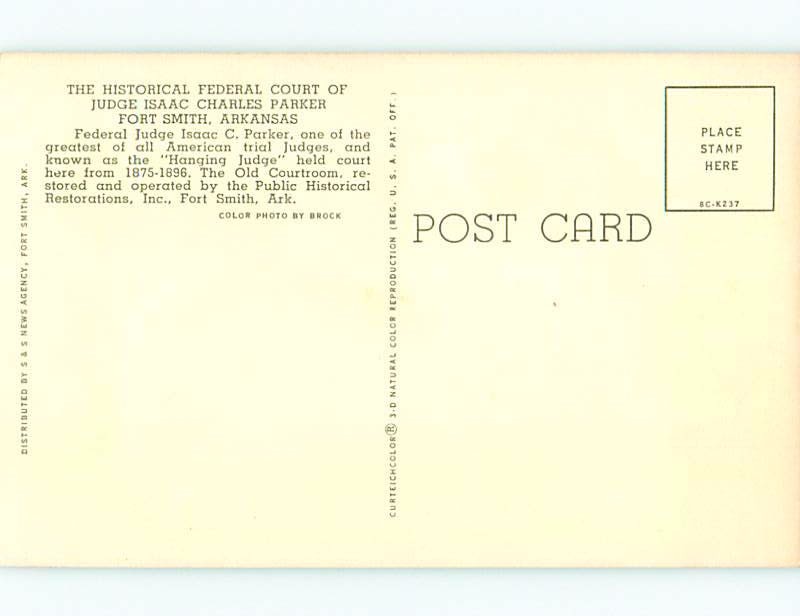 THE HISTORICAL FEDERAL COURT OF
JUDGE ISAAC CHARLES PARKER
FORT SMITH, ARKANSAS
Federal Judge Isaac C. Parker, one of the
greatest of all American trial Judges, and
known as the "Hanging Judge" held court
here from 1875-1896. The Old Courtroom, re-
stored and operated by the Public Historical
Restorations, Inc., Fort Smith, Ark.
COLOR PHOTO BY BROCK
DISTRIBUTED BY S & S NEWS AGENCY, FORT SMITH, ARK.
CURTEICHCOLOR® 3-D NATURAL COLOR REPRODUCTION (REG. U. S. A. PAT. OFF.)
POST CARD
PLACE
STAMP
HERE
8C-K237